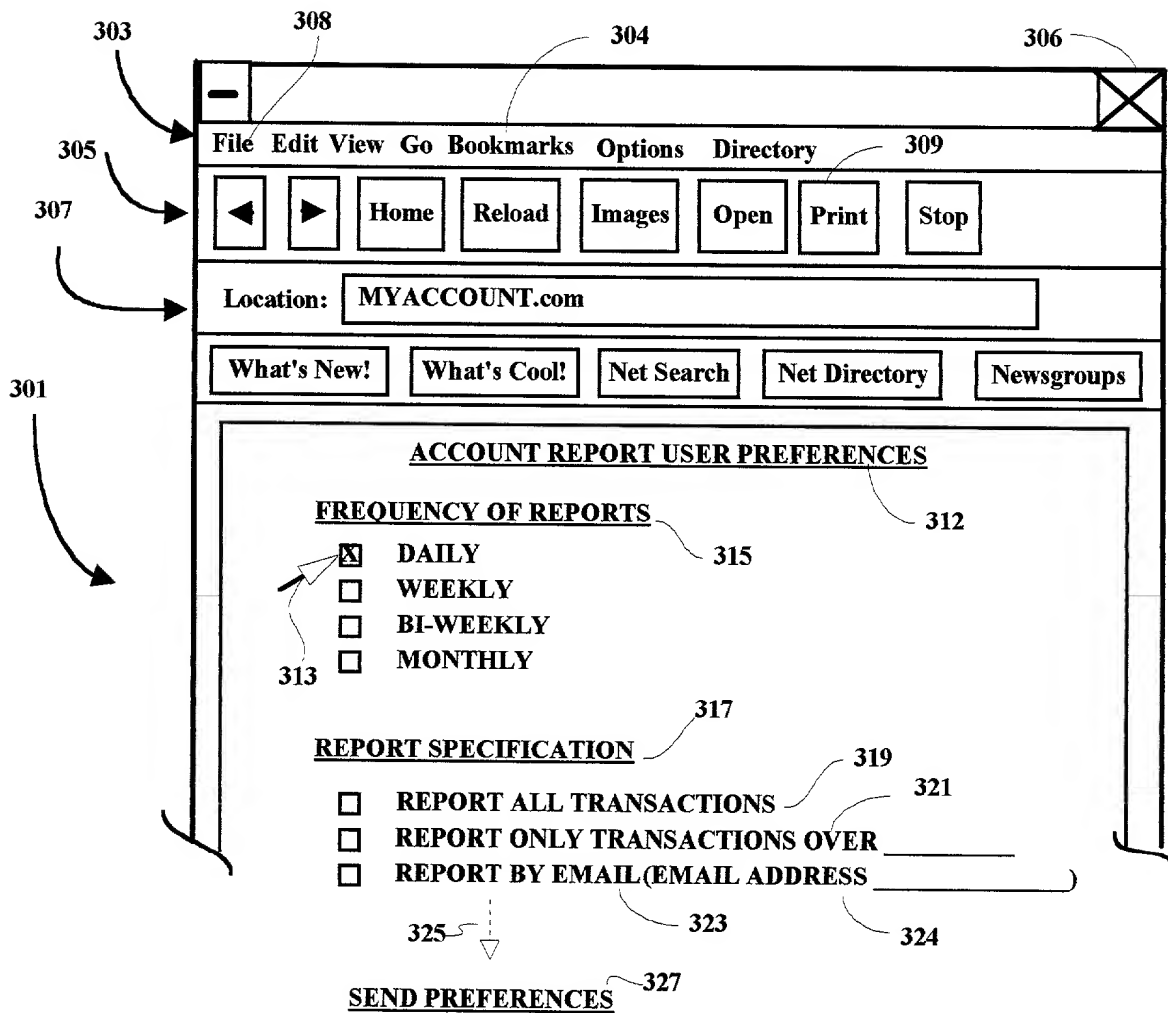 303
308
304
306
File Edit View Go Bookmarks Options Directory
305
309
Home Reload Images Open Print Stop
307
Location: MYACCOUNT.com
What's New! What's Cool! Net Search Net Directory Newsgroups
301
ACCOUNT REPORT USER PREFERENCES
312
FREQUENCY OF REPORTS
315
X DAILY
WEEKLY
BI-WEEKLY
MONTHLY
313
317
REPORT SPECIFICATION
319
321
REPORT ALL TRANSACTIONS
REPORT ONLY TRANSACTIONS OVER __________
REPORT BY EMAIL(EMAIL ADDRESS _______________)
325
323
324
327
SEND PREFERENCES